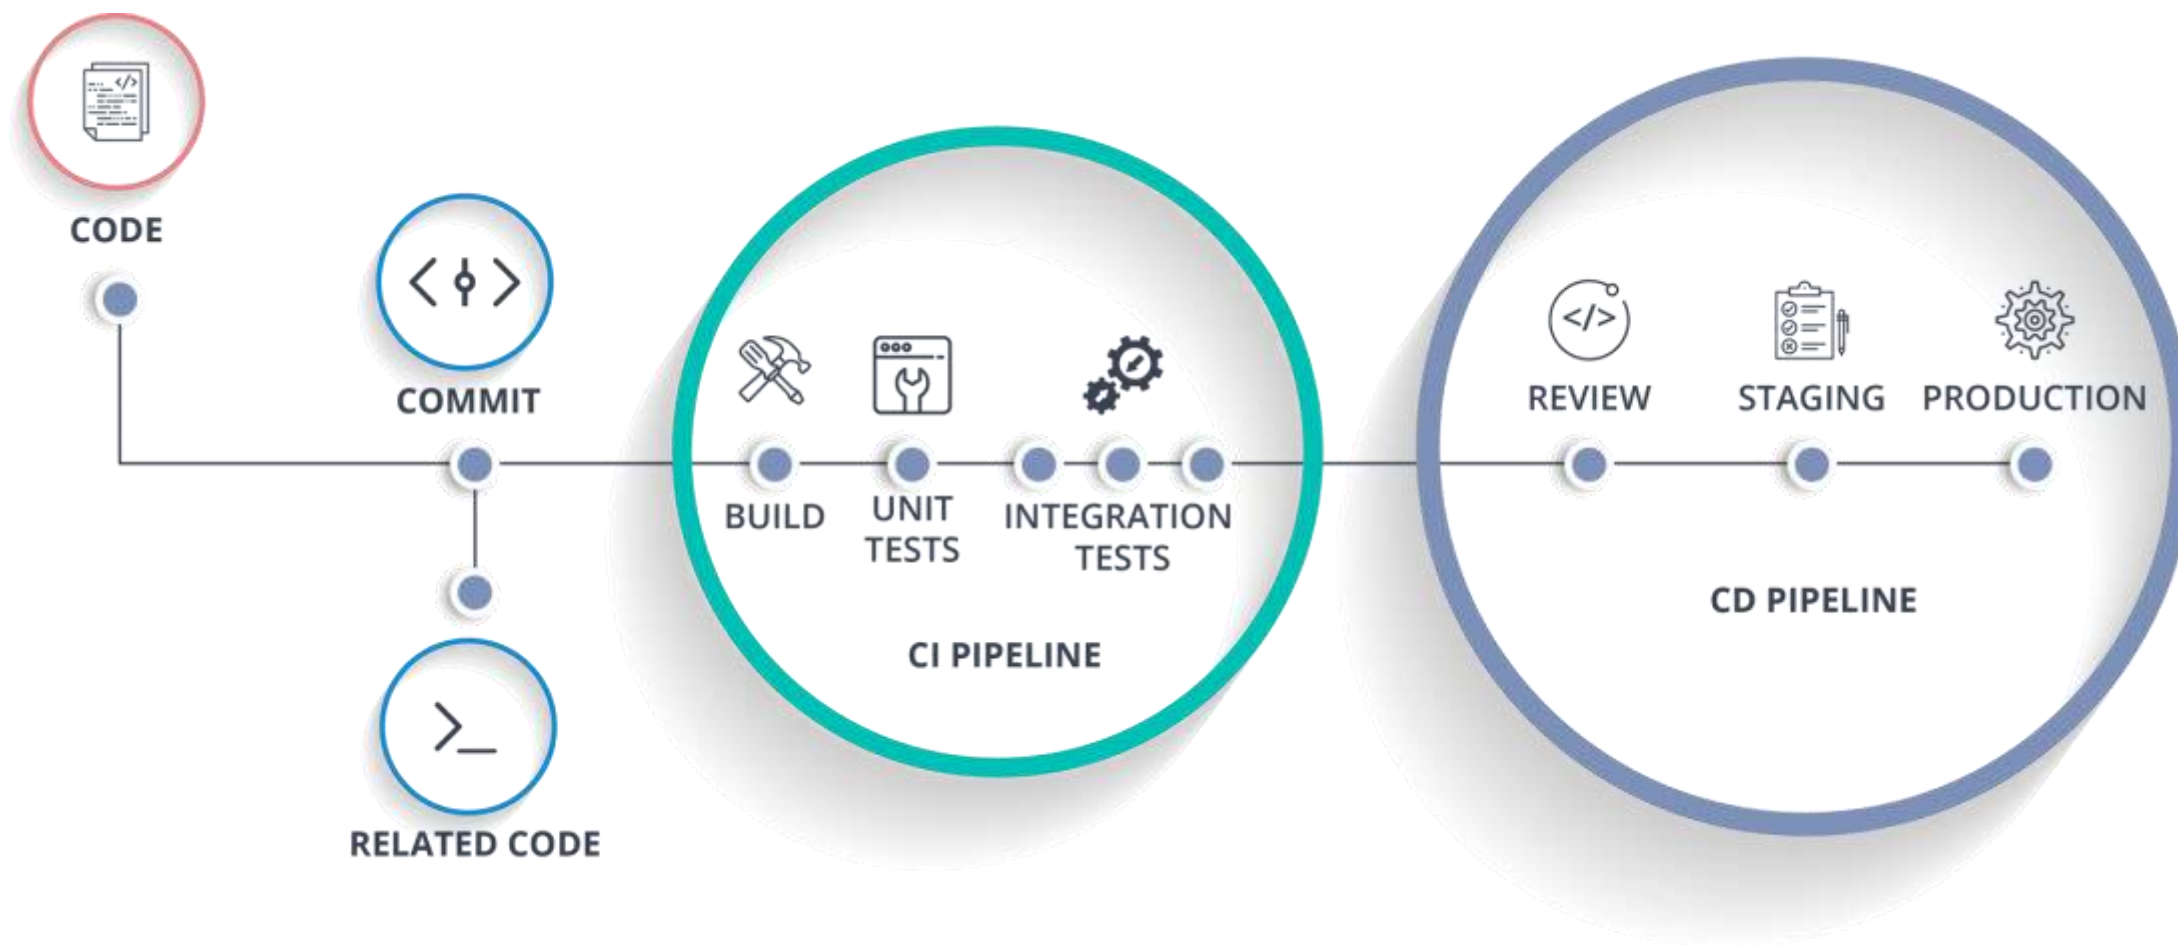 CODE
COMMIT
RELATED CODE
BUILD
UNIT
TESTS
INTEGRATION
TESTS
CI PIPELINE
REVIEW
STAGING
PRODUCTION
CD PIPELINE